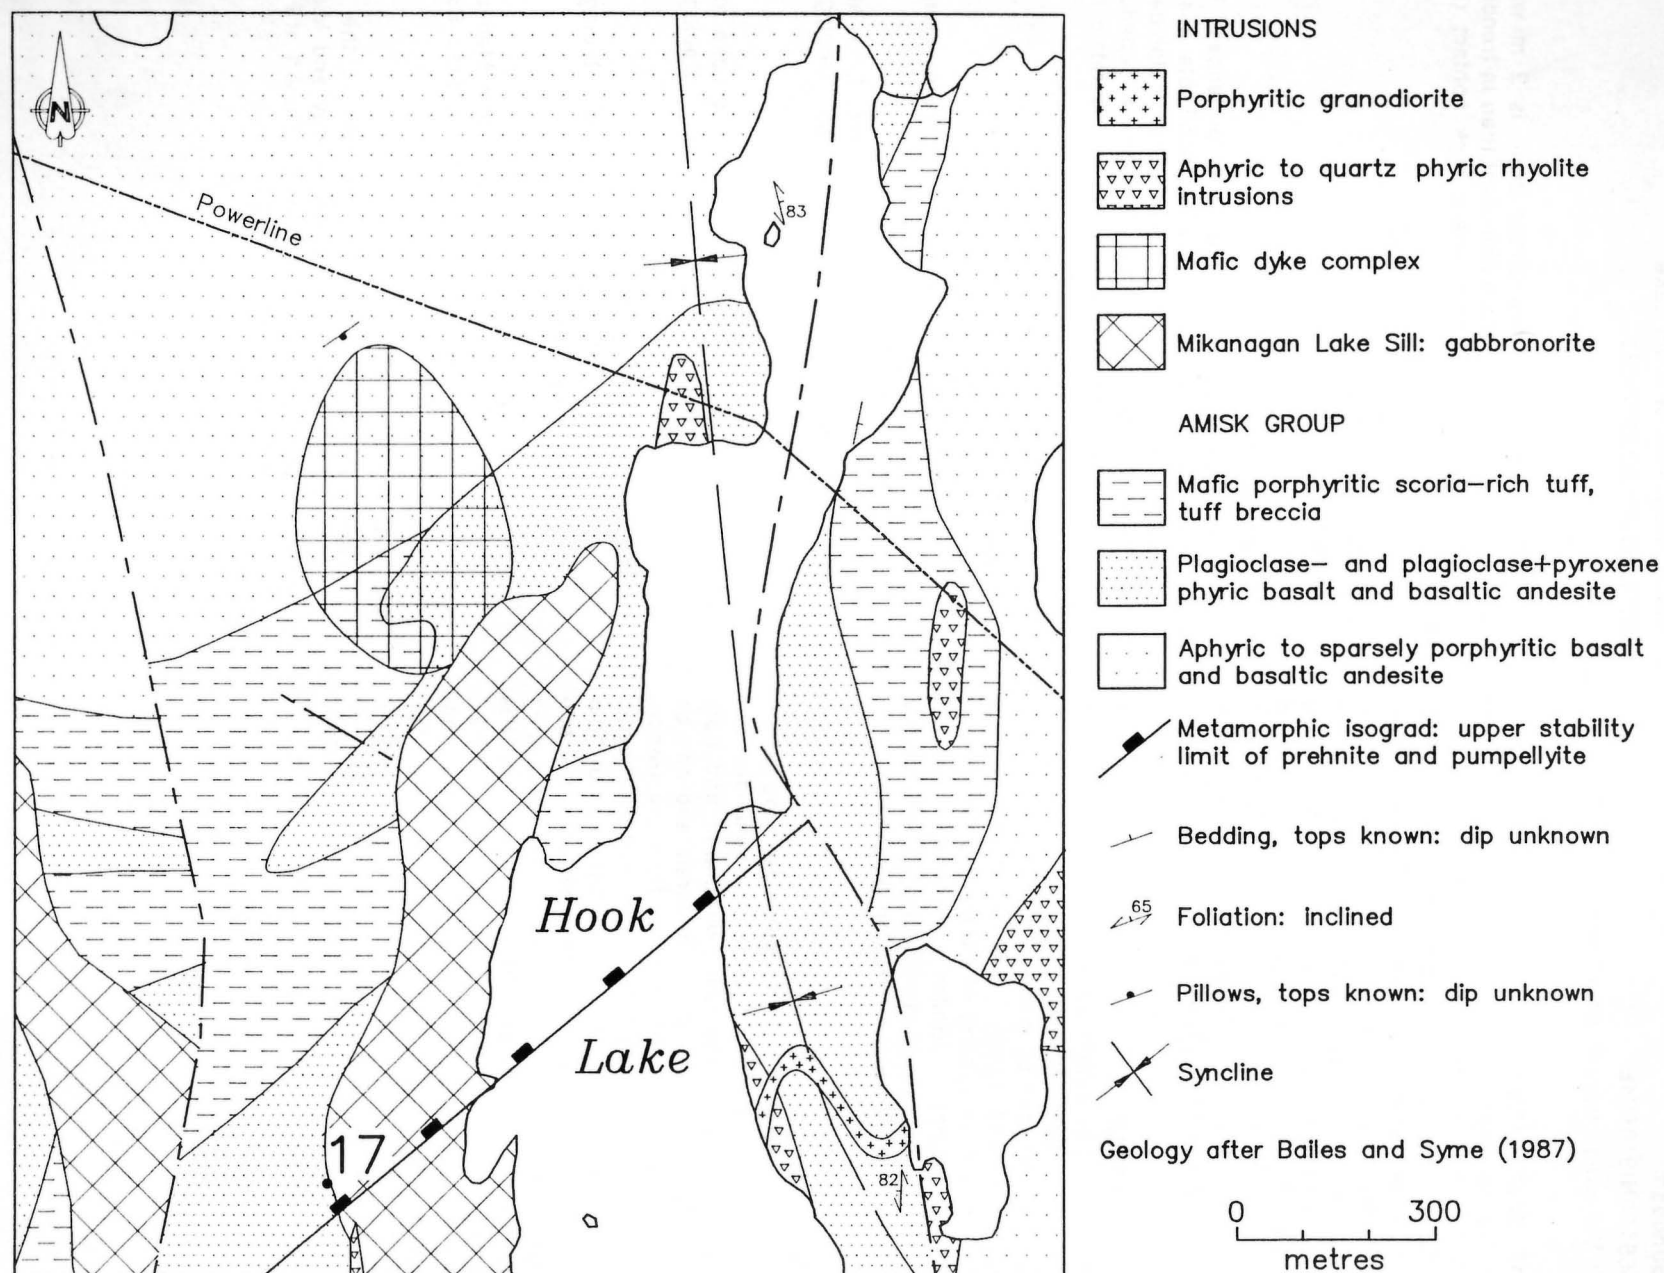 N
Powerline
83
Hook
Lake
17
82
INTRUSIONS
Porphyritic granodiorite
Aphyric to quartz phyric rhyolite
intrusions
Mafic dyke complex
Mikanagan Lake Sill: gabbronorite
AMISK GROUP
Mafic porphyritic scoria-rich tuff,
tuff breccia
Plagioclase- and plagioclase+pyroxene
phyric basalt and basaltic andesite
Aphyric to sparsely porphyritic basalt
and basaltic andesite
Metamorphic isograd: upper stability
limit of prehnite and pumpellyite
Bedding, tops known: dip unknown
65
Foliation: inclined
Pillows, tops known: dip unknown
Syncline
Geology after Bailes and Syme (1987)
0 300
metres